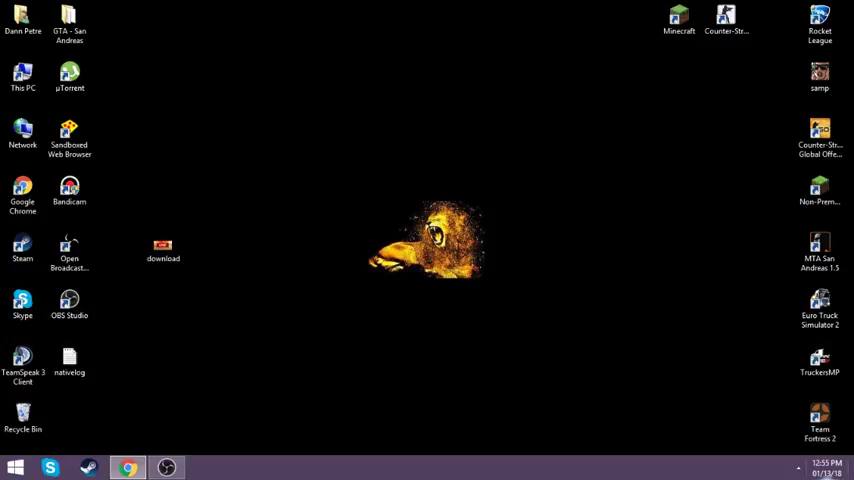 Dann Petre
GTA - San
Andreas
Minecraft
Counter-Str...
Rocket
League
This PC
µTorrent
samp
Network
Sandboxed
Web Browser
Counter-Str...
Global Offe...
Google
Chrome
Bandicam
Non-Prem...
Steam
Open
Broadcast...
download
MTA San
Andreas 1.5
Skype
OBS Studio
Euro Truck
Simulator 2
TeamSpeak 3
Client
nativelog
TruckersMP
Recycle Bin
Team
Fortress 2
12:55 PM
01/13/18